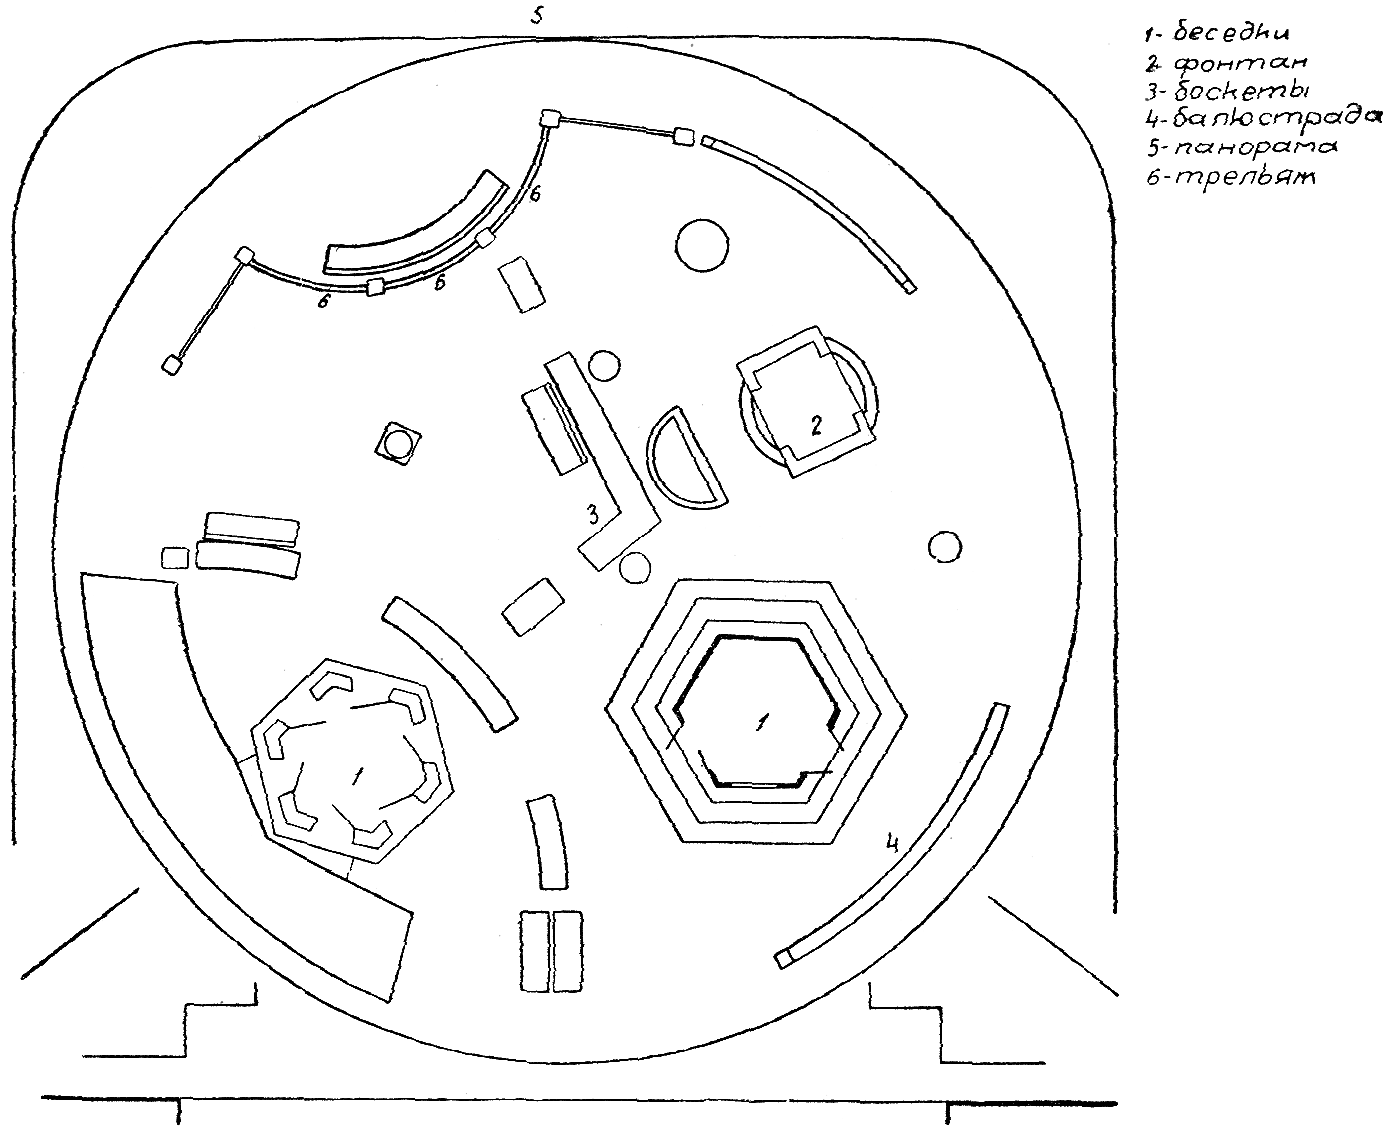 5
1- беседки
2- фонтан
3- боскеты
4- балюстрада
5- панорама
6- трельяж
6
6
6
2
3
1
1
4